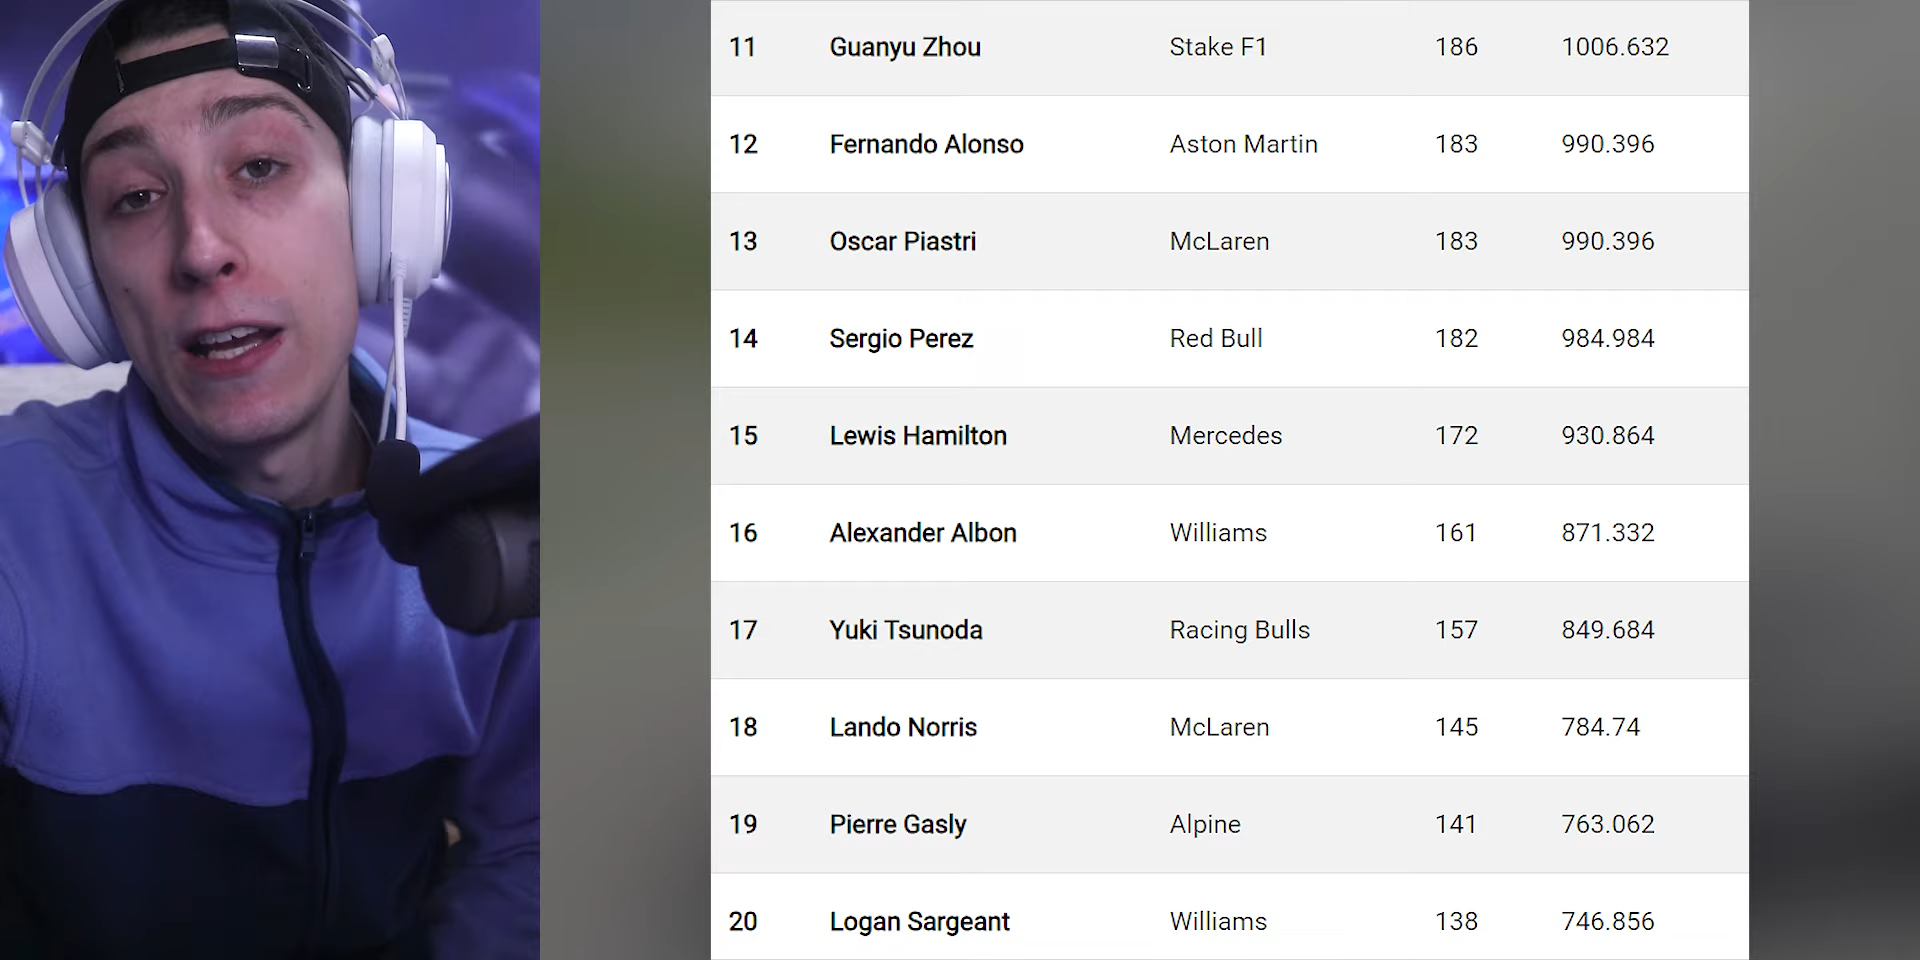 11 Guanyu Zhou Stake F1 186 1006.632
12 Fernando Alonso Aston Martin 183 990.396
13 Oscar Piastri McLaren 183 990.396
14 Sergio Perez Red Bull 182 984.984
15 Lewis Hamilton Mercedes 172 930.864
16 Alexander Albon Williams 161 871.332
17 Yuki Tsunoda Racing Bulls 157 849.684
18 Lando Norris McLaren 145 784.74
19 Pierre Gasly Alpine 141 763.062
20 Logan Sargeant Williams 138 746.856